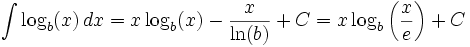 ∫ log_b(x) dx = x log_b(x) − x/ln(b) + C = x log_b(x/e) + C